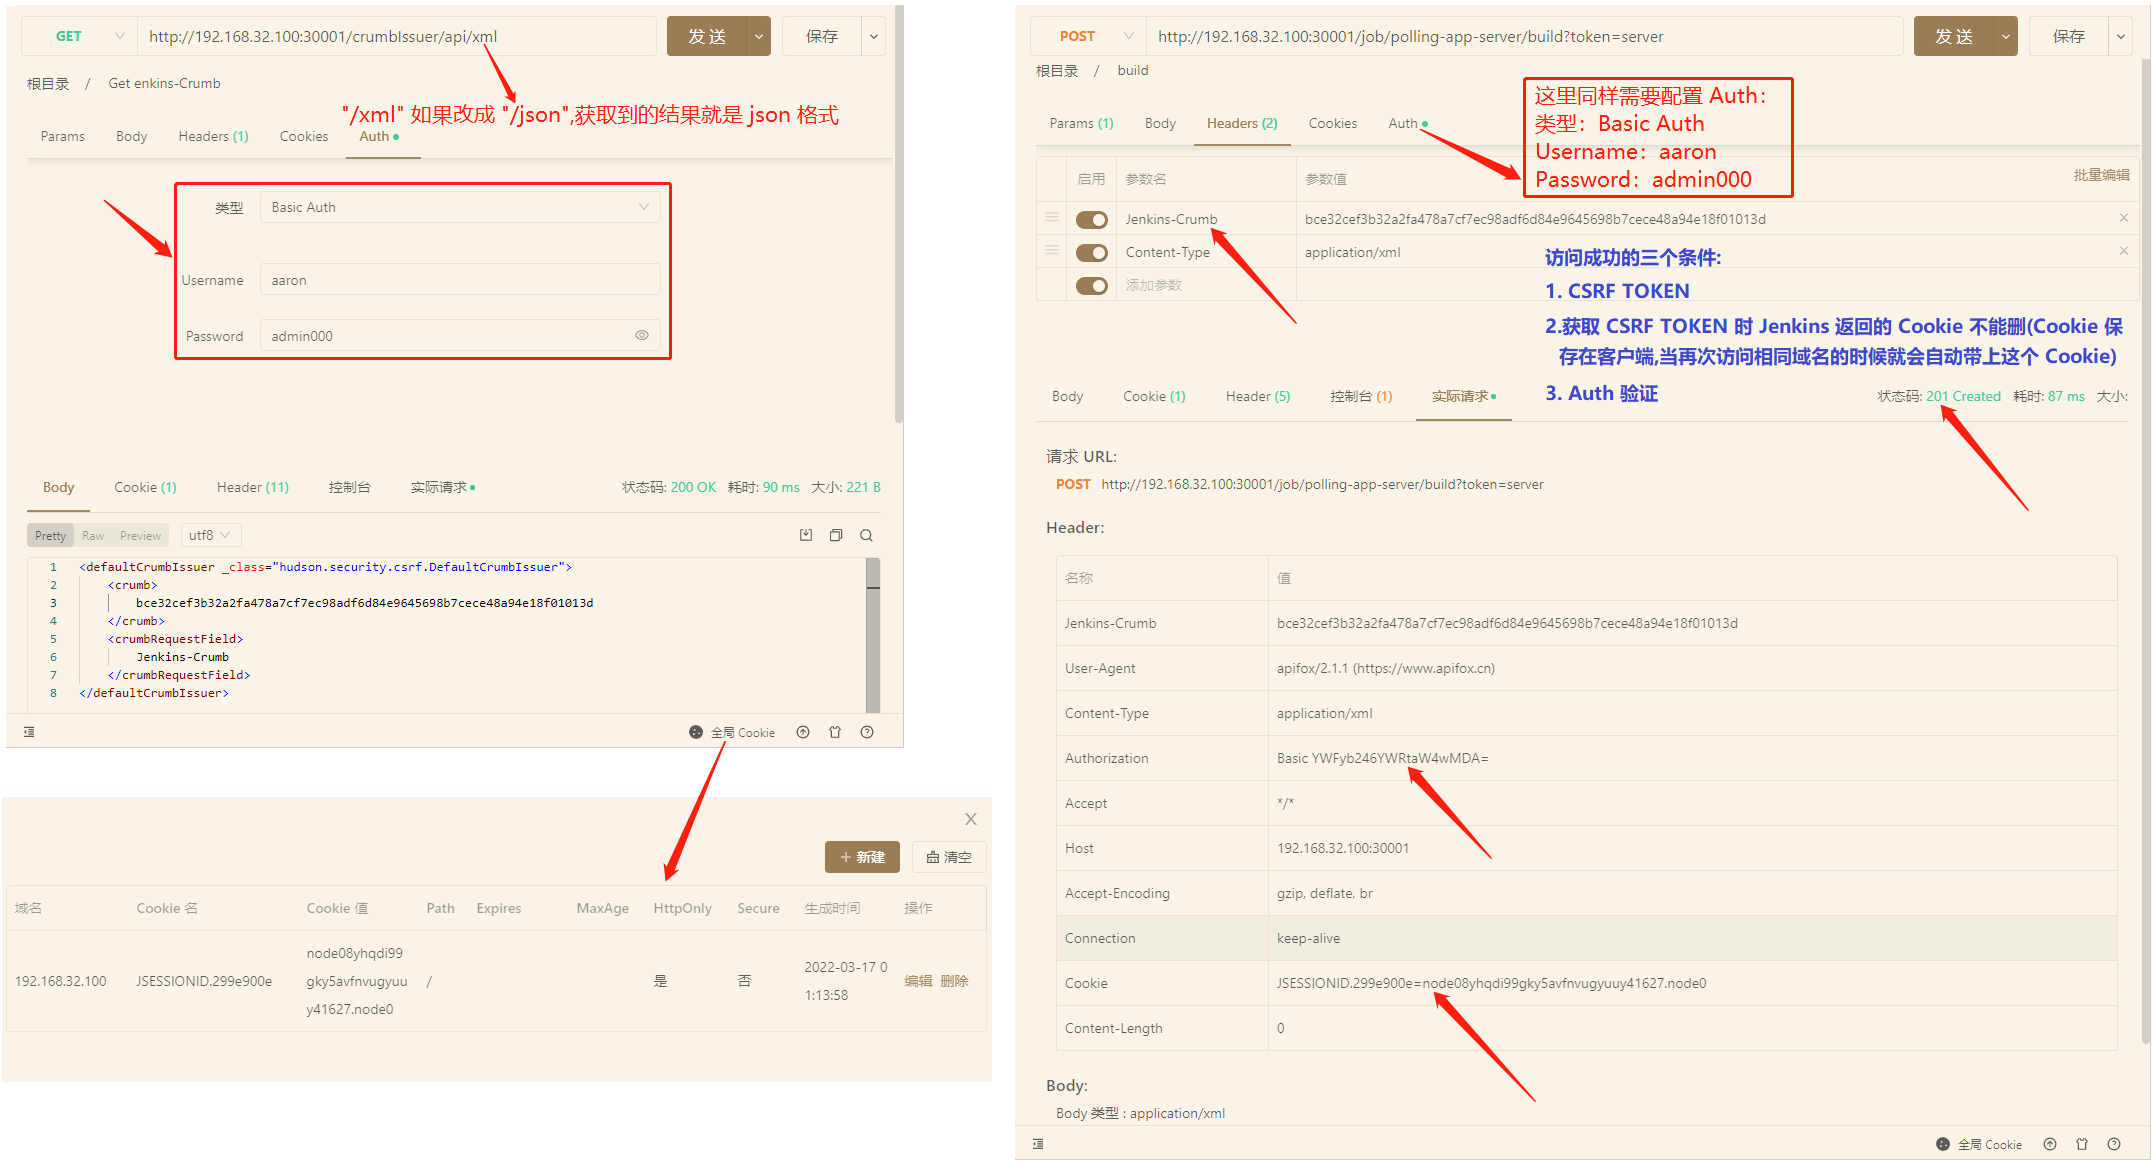 GET http://192.168.32.100:30001/crumbIssuer/api/xml 发 送 保存
根目录 / Get enkins-Crumb
"/xml" 如果改成 "/json",获取到的结果就是 json 格式
Params Body Headers (1) Cookies Auth
类型 Basic Auth
Username aaron
Password admin000
Body Cookie (1) Header (11) 控制台 实际请求 状态码: 200 OK 耗时: 90 ms 大小: 221 B
Pretty Raw Preview utf8
1 <defaultCrumbIssuer _class="hudson.security.csrf.DefaultCrumbIssuer">
2 <crumb>
3 bce32cef3b32a2fa478a7cf7ec98adf6d84e9645698b7cece48a94e18f01013d
4 </crumb>
5 <crumbRequestField>
6 Jenkins-Crumb
7 </crumbRequestField>
8 </defaultCrumbIssuer>
全局 Cookie
X
+ 新建 清空
域名 Cookie 名 Cookie 值 Path Expires MaxAge HttpOnly Secure 生成时间 操作
192.168.32.100 JSESSIONID.299e900e node08yhqdi99 / 是 否 2022-03-17 0 编辑 删除
gky5avfnvugyuu 1:13:58
y41627.node0
POST http://192.168.32.100:30001/job/polling-app-server/build?token=server 发 送 保存
根目录 / build
这里同样需要配置 Auth:
类型：Basic Auth
Username：aaron
Password：admin000
Params (1) Body Headers (2) Cookies Auth
启用 参数名 参数值 批量编辑
Jenkins-Crumb bce32cef3b32a2fa478a7cf7ec98adf6d84e9645698b7cece48a94e18f01013d
Content-Type application/xml
添加参数
访问成功的三个条件:
1. CSRF TOKEN
2.获取 CSRF TOKEN 时 Jenkins 返回的 Cookie 不能删(Cookie 保
存在客户端,当再次访问相同域名的时候就会自动带上这个 Cookie)
3. Auth 验证
Body Cookie (1) Header (5) 控制台 (1) 实际请求 状态码: 201 Created 耗时: 87 ms 大小:
请求 URL:
POST http://192.168.32.100:30001/job/polling-app-server/build?token=server
Header:
名称 值
Jenkins-Crumb bce32cef3b32a2fa478a7cf7ec98adf6d84e9645698b7cece48a94e18f01013d
User-Agent apifox/2.1.1 (https://www.apifox.cn)
Content-Type application/xml
Authorization Basic YWFyb246YWRtaW4wMDA=
Accept */*
Host 192.168.32.100:30001
Accept-Encoding gzip, deflate, br
Connection keep-alive
Cookie JSESSIONID.299e900e=node08yhqdi99gky5avfnvugyuuy41627.node0
Content-Length 0
Body:
Body 类型 : application/xml
全局 Cookie